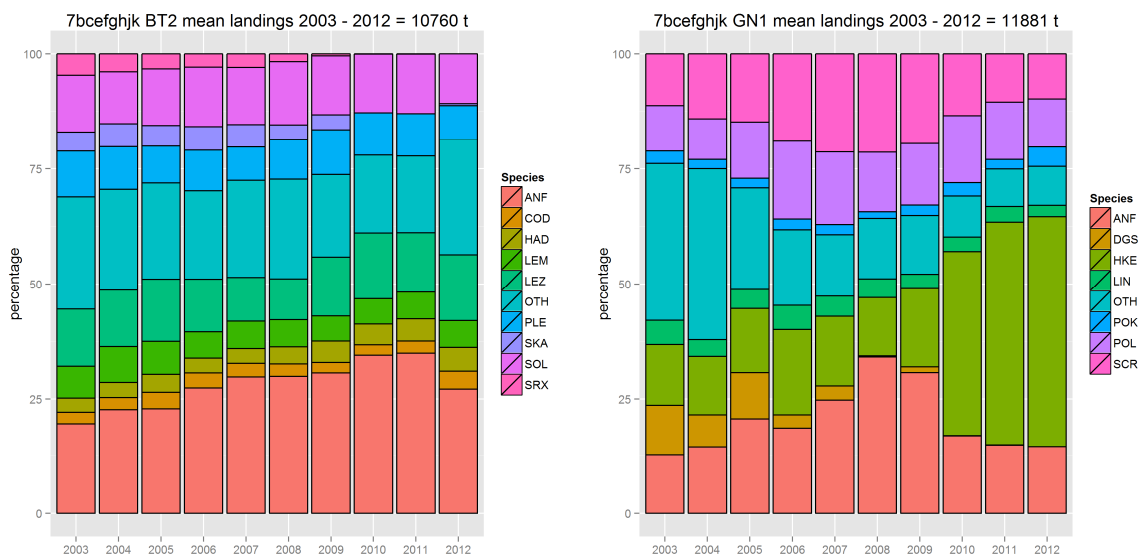 7bcefghjk BT2 mean landings 2003 - 2012 = 10760 t
percentage
100
75
50
25
0
2003 2004 2005 2006 2007 2008 2009 2010 2011 2012
Species
ANF
COD
HAD
LEM
LEZ
OTH
PLE
SKA
SOL
SRX
7bcefghjk GN1 mean landings 2003 - 2012 = 11881 t
percentage
100
75
50
25
0
2003 2004 2005 2006 2007 2008 2009 2010 2011 2012
Species
ANF
DGS
HKE
LIN
OTH
POK
POL
SCR